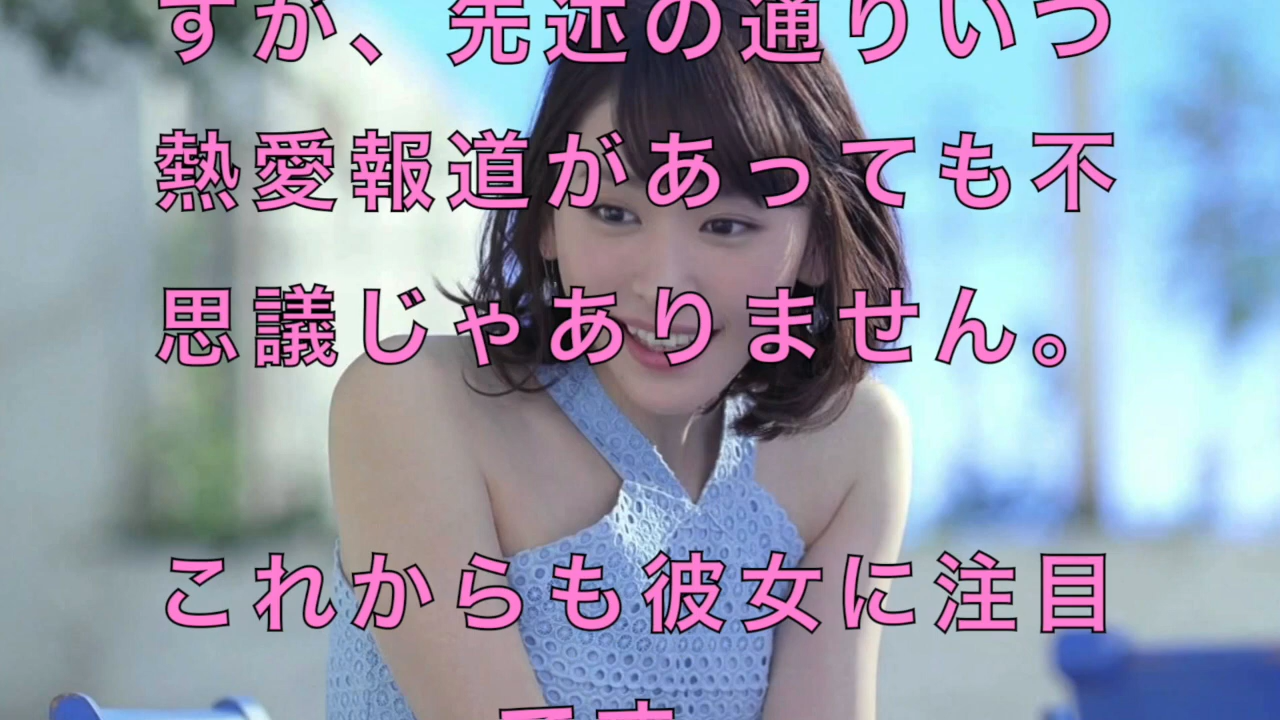 すが、先述の通りいつ
熱愛報道があっても不
思議じゃありません。
これからも彼女に注目
です